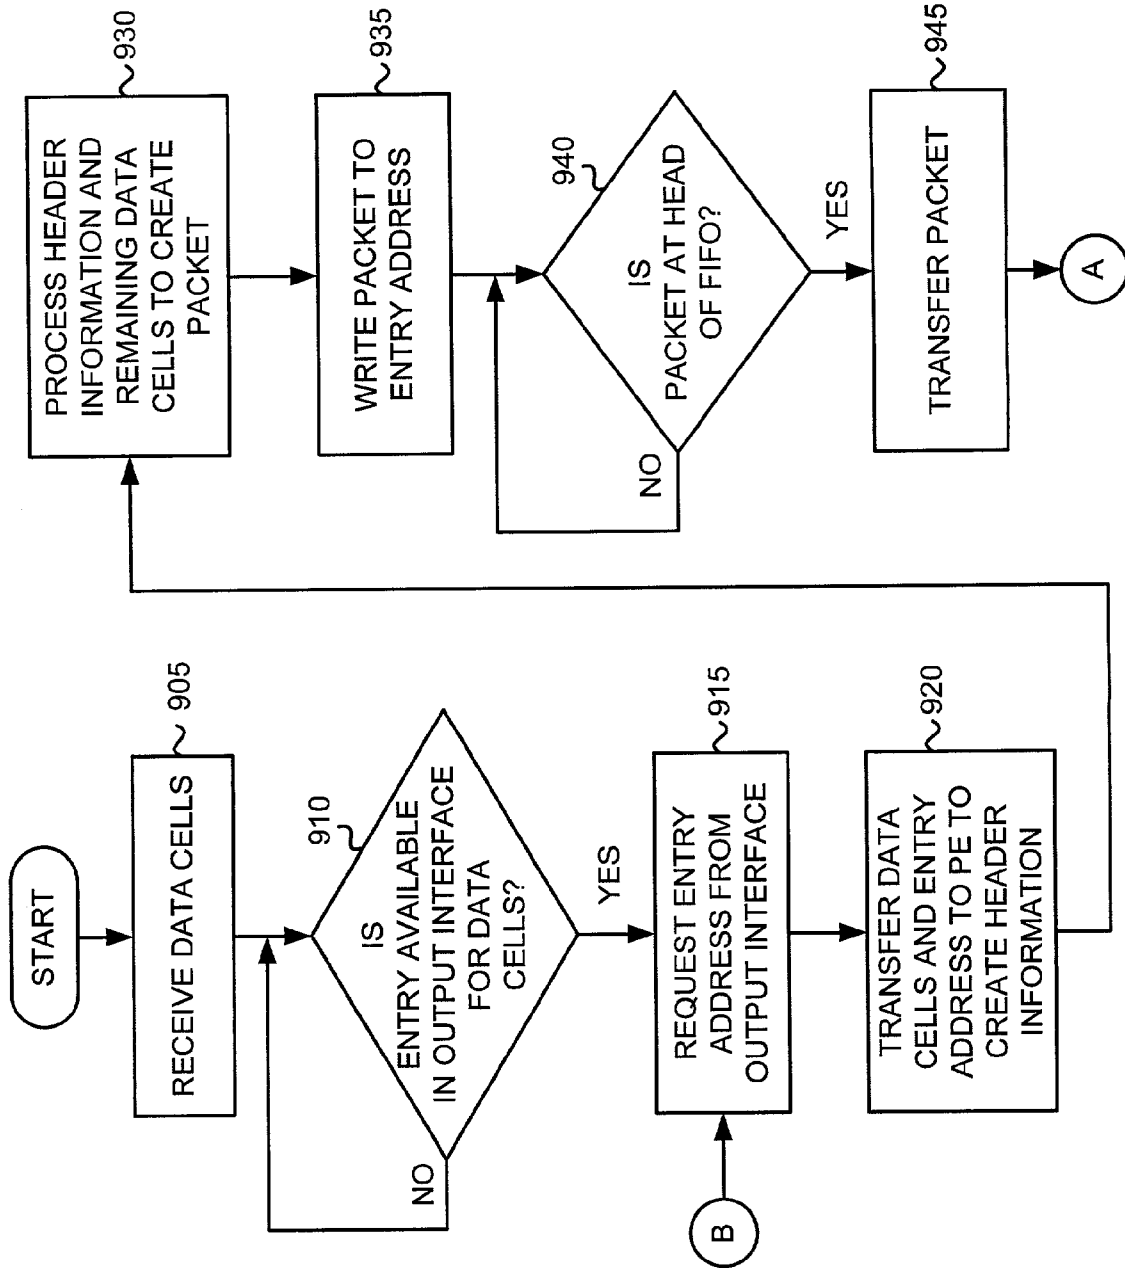 START
905
RECEIVE DATA CELLS
910
IS
ENTRY AVAILABLE
IN OUTPUT INTERFACE
FOR DATA
CELLS?
NO
YES
B
915
REQUEST ENTRY
ADDRESS FROM
OUTPUT INTERFACE
920
TRANSFER DATA
CELLS AND ENTRY
ADDRESS TO PE TO
CREATE HEADER
INFORMATION
930
PROCESS HEADER
INFORMATION AND
REMAINING DATA
CELLS TO CREATE
PACKET
935
WRITE PACKET TO
ENTRY ADDRESS
940
IS
PACKET AT HEAD
OF FIFO?
NO
YES
945
TRANSFER PACKET
A